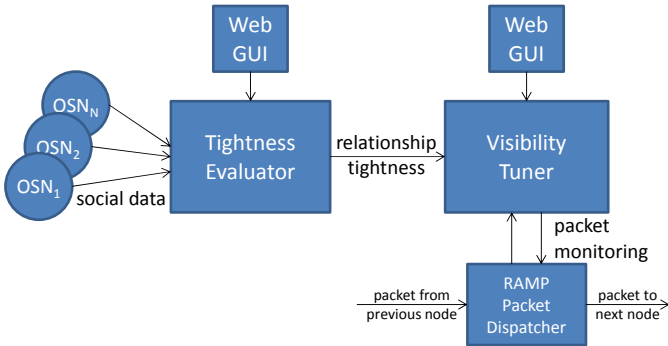 Web
GUI
Web
GUI
OSN_N
OSN_2
OSN_1
social data
Tightness
Evaluator
relationship
tightness
Visibility
Tuner
packet
monitoring
packet from
previous node
RAMP
Packet
Dispatcher
packet to
next node